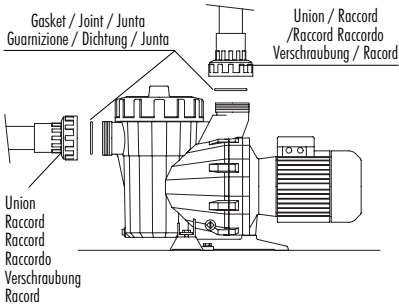 Gasket / Joint / Junta
Guarnizione / Dichtung / Junta
Union / Raccord
/Raccord Raccordo
Verschraubung / Racord
Union
Raccord
Raccord
Raccordo
Verschraubung
Racord